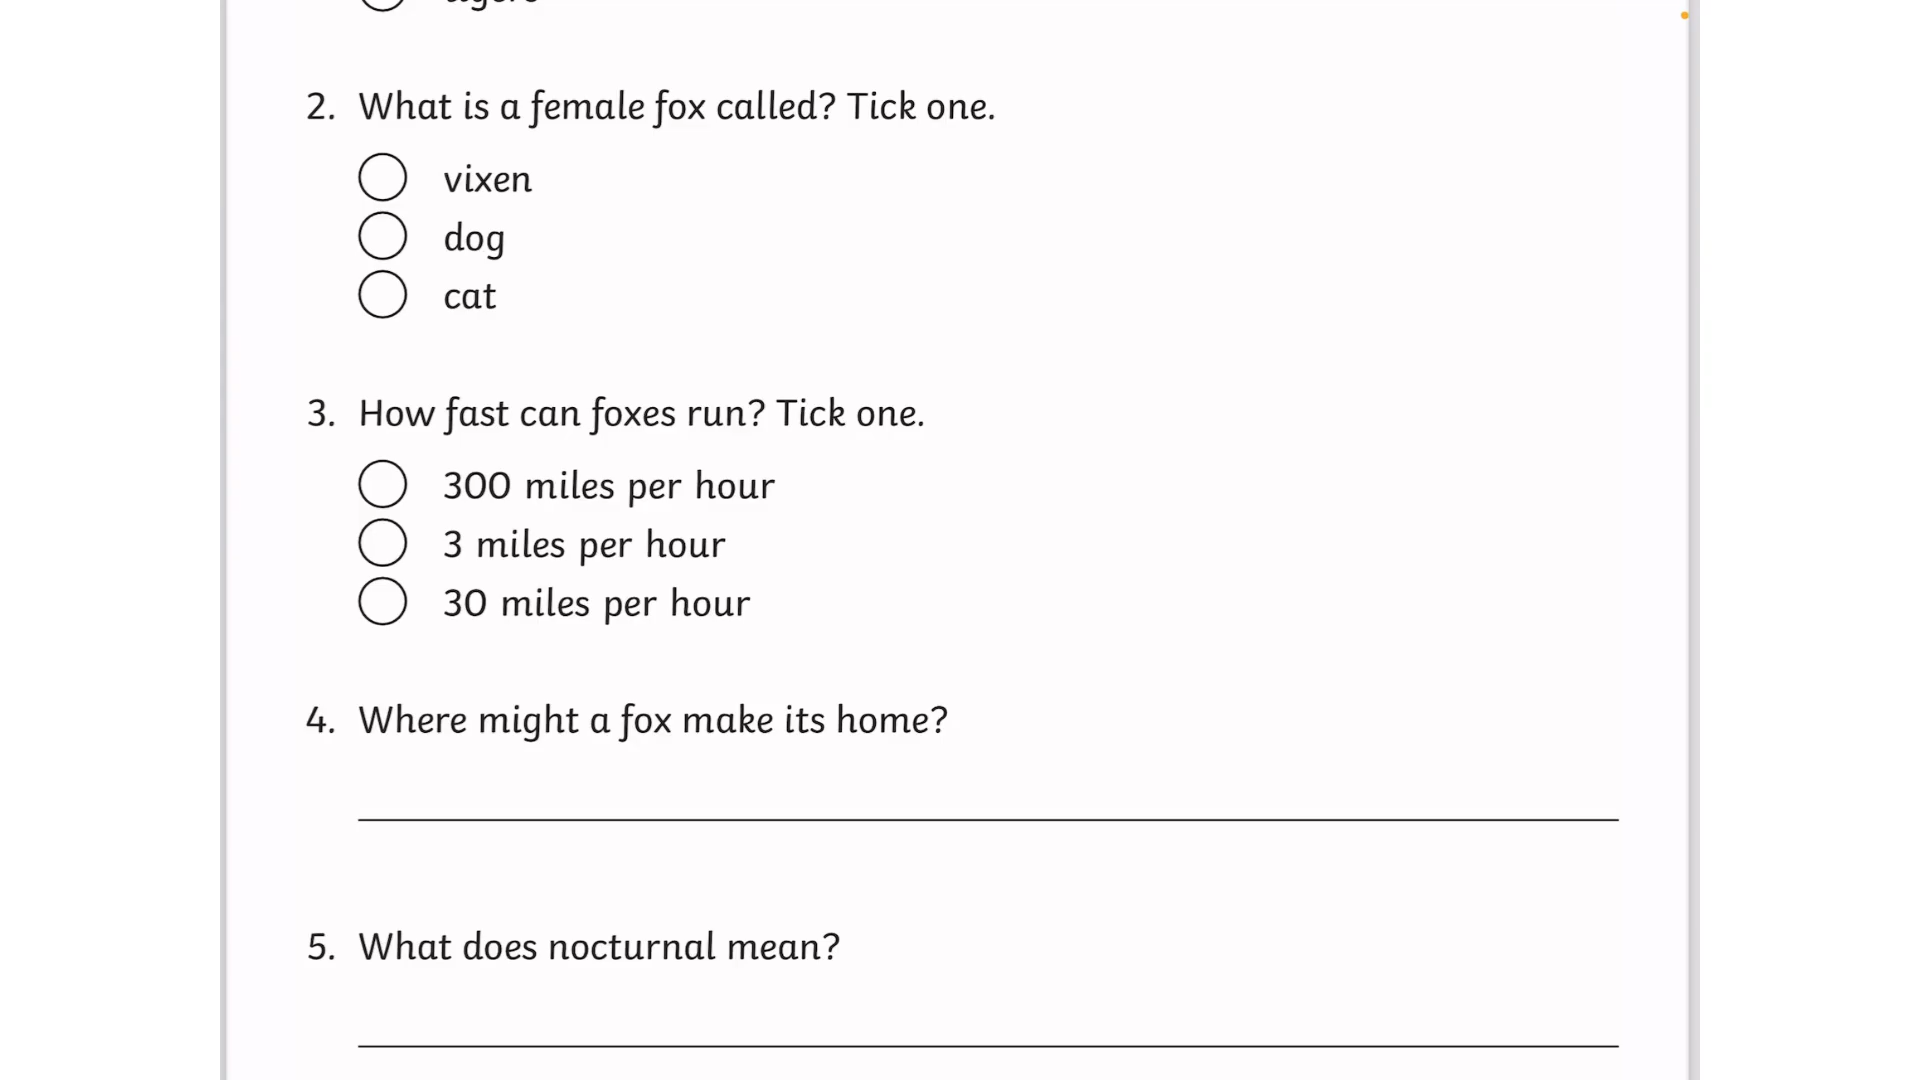 2. What is a female fox called? Tick one.
vixen
dog
cat
3. How fast can foxes run? Tick one.
300 miles per hour
3 miles per hour
30 miles per hour
4. Where might a fox make its home?
5. What does nocturnal mean?